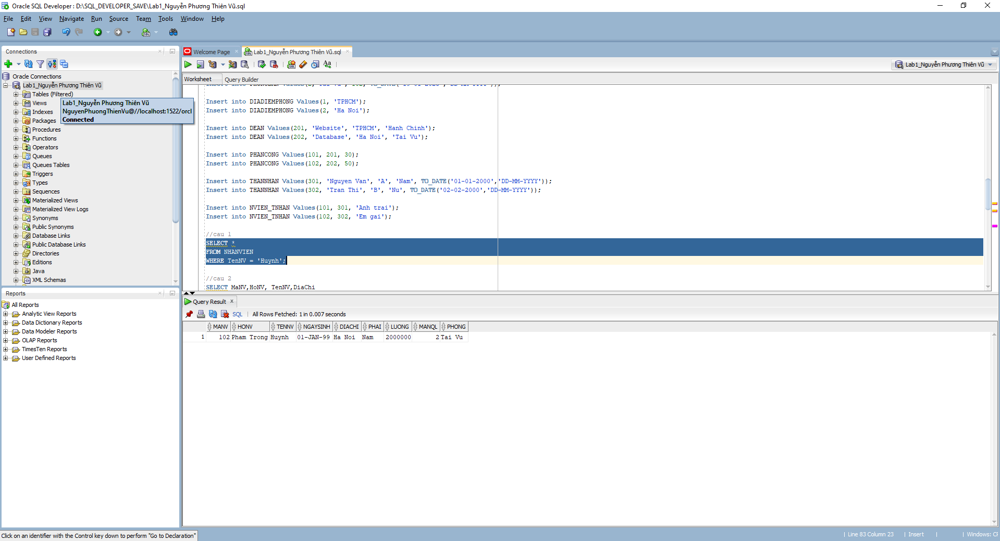 Oracle SQL Developer : D:\SQL_DEVELOPER_SAVE\Lab1_Nguyễn Phương Thiên Vũ.sql
File Edit View Navigate Run Source Team Tools Window Help
Connections
Oracle Connections
Lab1_Nguyễn Phương Thiên Vũ
Tables (Filtered)
Views
Indexes
Packages
Procedures
Functions
Operators
Queues
Queues Tables
Triggers
Types
Sequences
Materialized Views
Materialized View Logs
Synonyms
Public Synonyms
Database Links
Public Database Links
Directories
Editions
Java
XML Schemas
Lab1_Nguyễn Phương Thiên Vũ
NguyenPhuongThienVu@//localhost:1522/orcl
Connected
Reports
All Reports
Analytic View Reports
Data Dictionary Reports
Data Modeler Reports
OLAP Reports
TimesTen Reports
User Defined Reports
Welcome Page
Lab1_Nguyễn Phương Thiên Vũ.sql
SQL
Aa
Lab1_Nguyễn Phương Thiên Vũ
Worksheet Query Builder
Insert into DIADIEMPHONG Values(1, 'TPHCM');
Insert into DIADIEMPHONG Values(2, 'Ha Noi');
Insert into DEAN Values(201, 'Website', 'TPHCM', 'Hanh Chinh');
Insert into DEAN Values(202, 'Database', 'Ha Noi', 'Tai Vu');
Insert into PHANCONG Values(101, 201, 30);
Insert into PHANCONG Values(102, 202, 50);
Insert into THANNHAN Values(301, 'Nguyen Van', 'A', 'Nam', TO_DATE('01-01-2000','DD-MM-YYYY'));
Insert into THANNHAN Values(302, 'Tran Thi', 'B', 'Nu', TO_DATE('02-02-2000','DD-MM-YYYY'));
Insert into NVIEN_TNHAN Values(101, 301, 'Anh trai');
Insert into NVIEN_TNHAN Values(102, 302, 'Em gai');
//cau 1
SELECT *
FROM NHANVIEN
WHERE TenNV = 'Huynh';
//cau 2
SELECT MaNV,HoNV, TenNV,DiaChi
Query Result
SQL | All Rows Fetched: 1 in 0.007 seconds
MANV HONV TENNV NGAYSINH DIACHI PHAI LUONG MANQL PHONG
1 102 Pham Trong Huynh 01-JAN-99 Ha Noi Nam 2000000 2 Tai Vu
Click on an identifier with the Control key down to perform "Go to Declaration"
| Line 83 Column 23 | Insert | | Windows: